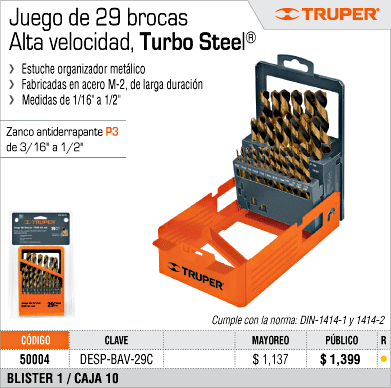 Juego de 29 brocas
Alta velocidad, Turbo Steel®
TRUPER®
Estuche organizador metálico
Fabricadas en acero M-2, de larga duración
Medidas de 1/16" a 1/2"
Zanco antiderrapante P3
de 3/16" a 1/2"
TRUPER
TRUPER
Cumple con la norma: DIN-1414-1 y 1414-2
CÓDIGO CLAVE MAYOREO PÚBLICO R
50004 DESP-BAV-29C $ 1,137 $ 1,399
BLISTER 1 / CAJA 10